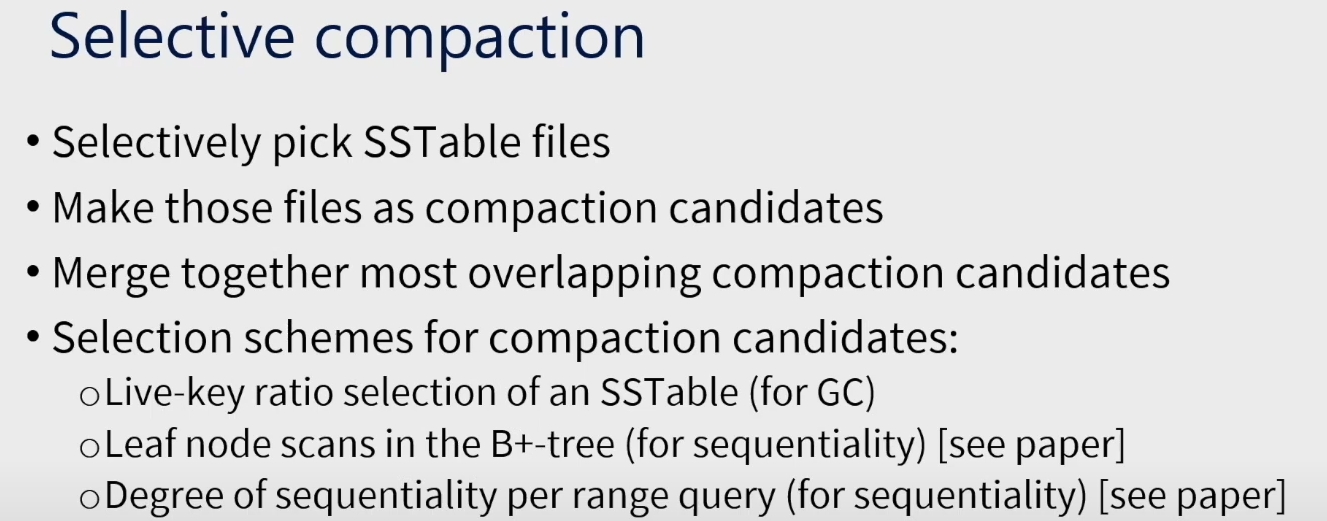 Selective compaction
• Selectively pick SSTable files
• Make those files as compaction candidates
• Merge together most overlapping compaction candidates
• Selection schemes for compaction candidates:
○Live-key ratio selection of an SSTable (for GC)
○Leaf node scans in the B+-tree (for sequentiality) [see paper]
○Degree of sequentiality per range query (for sequentiality) [see paper]